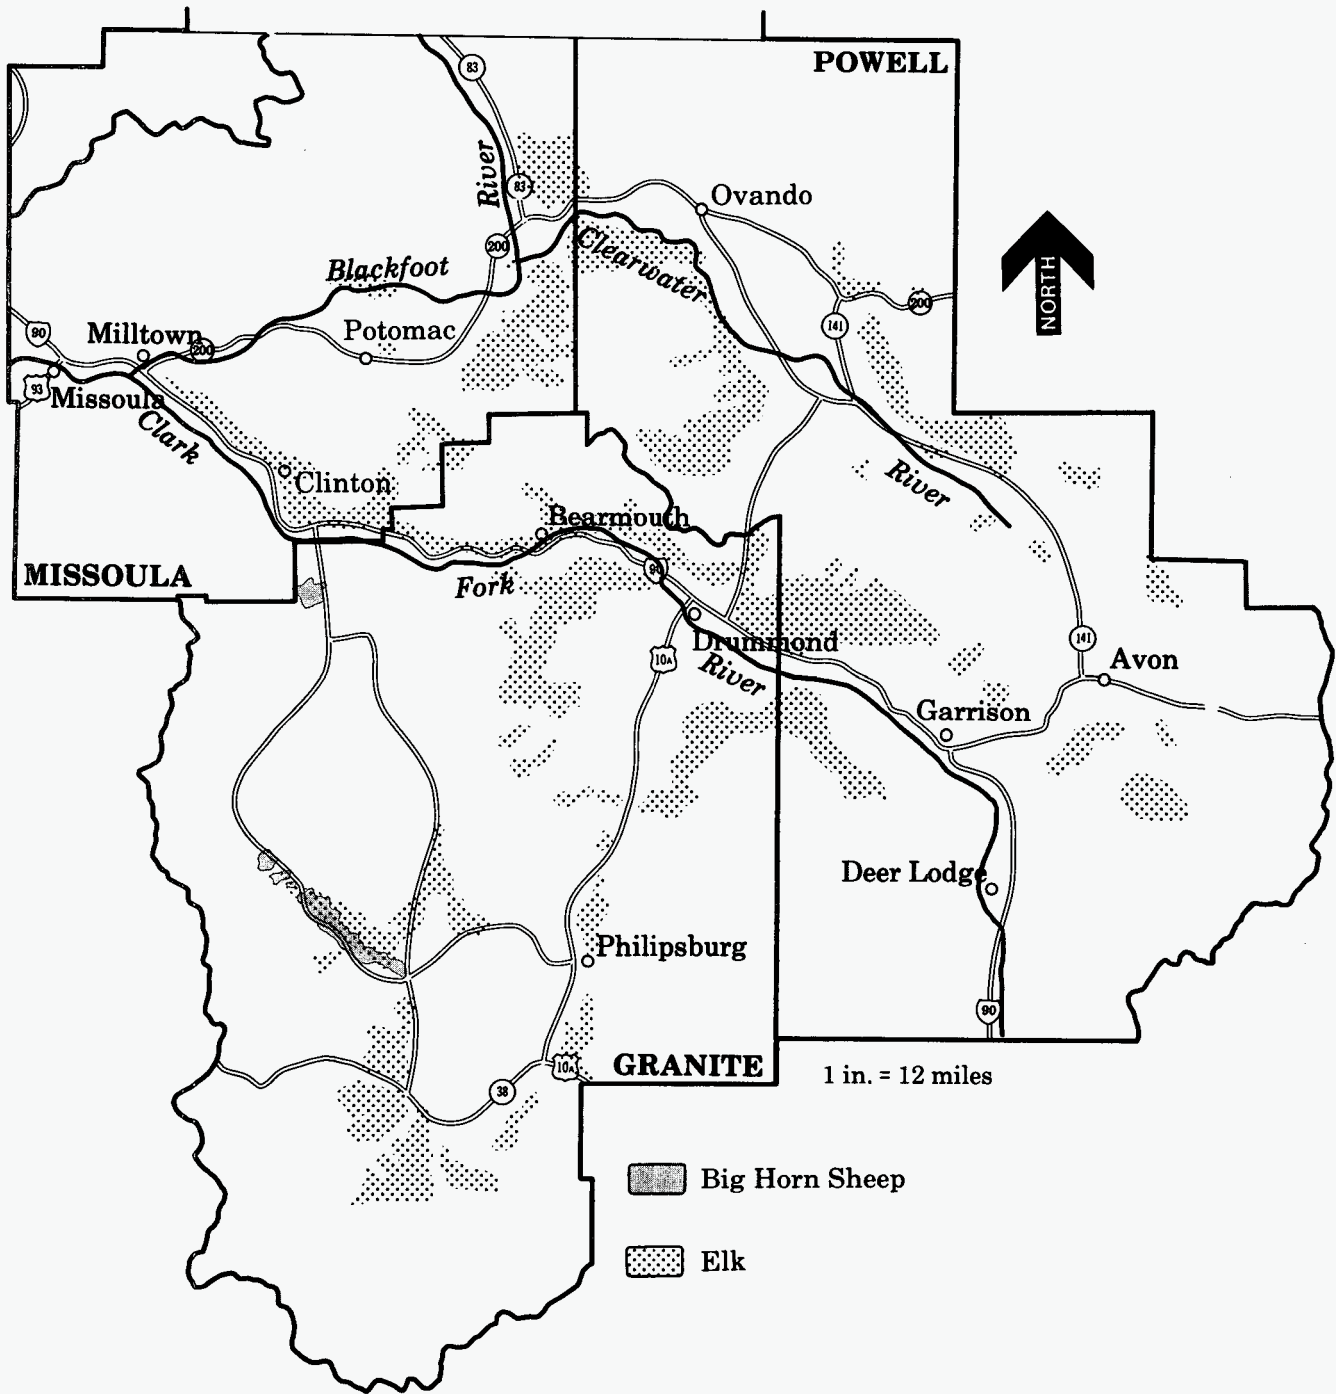 POWELL
83
River
83
Ovando
200
Clearwater
Blackfoot
NORTH
200
141
90
Milltown
200
Potomac
93
Missoula
Clark
Clinton
River
Bearmouth
MISSOULA
Fork
90
Drummond
141
10A
River
Avon
Garrison
Deer Lodge
Philipsburg
90
10A
GRANITE
38
1 in. = 12 miles
Big Horn Sheep
Elk